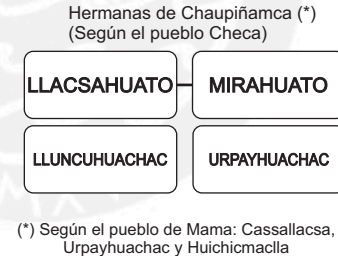 Hermanas de Chaupiñamca (*)
(Según el pueblo Checa)
LLACSAHUATO
MIRAHUATO
LLUNCUHUACHAC
URPAYHUACHAC
(*) Según el pueblo de Mama: Cassallacsa,
Urpayhuachac y Huichicmaclla